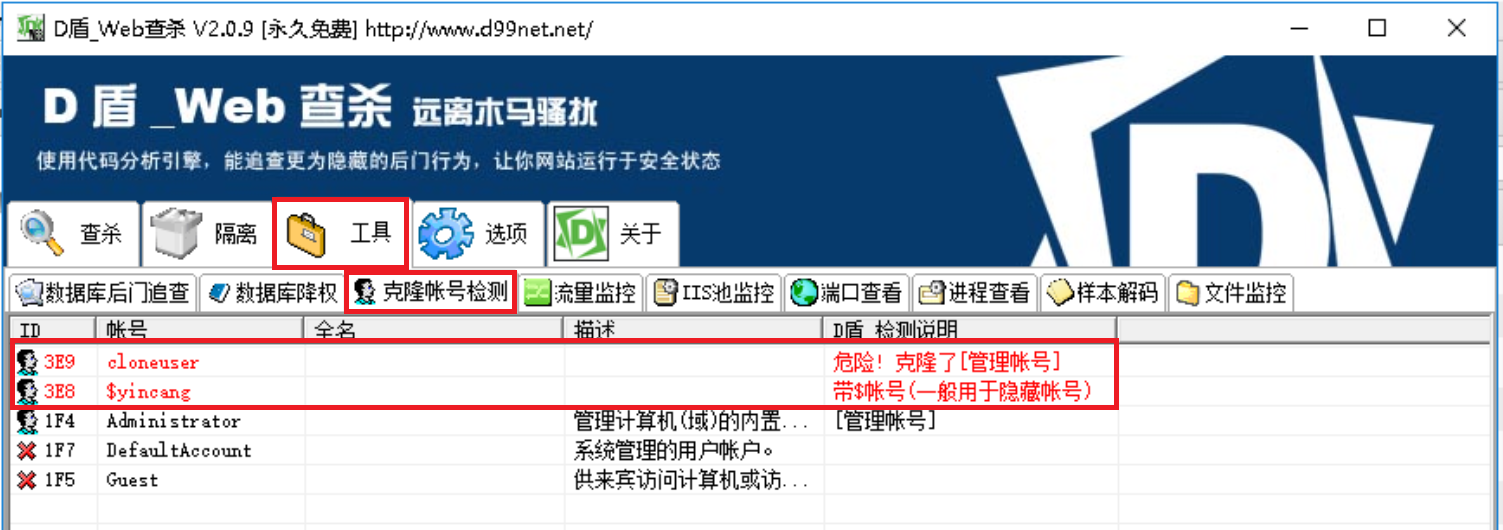 D盾_Web查杀 V2.0.9 [永久免费] http://www.d99net.net/
D 盾 _Web 查杀 远离木马骚扰
使用代码分析引擎，能追查更为隐藏的后门行为，让你网站运行于安全状态
查杀 隔离 工具 选项 关于
数据库后门追查 数据库降权 克隆帐号检测 流量监控 IIS池监控 端口查看 进程查看 样本解码 文件监控
ID 帐号 全名 描述 D盾_检测说明
3E9 cloneuser 危险！克隆了[管理帐号]
3E8 $yincang 带$帐号(一般用于隐藏帐号)
1F4 Administrator 管理计算机(域)的内置... [管理帐号]
1F7 DefaultAccount 系统管理的用户帐户。
1F5 Guest 供来宾访问计算机或访...